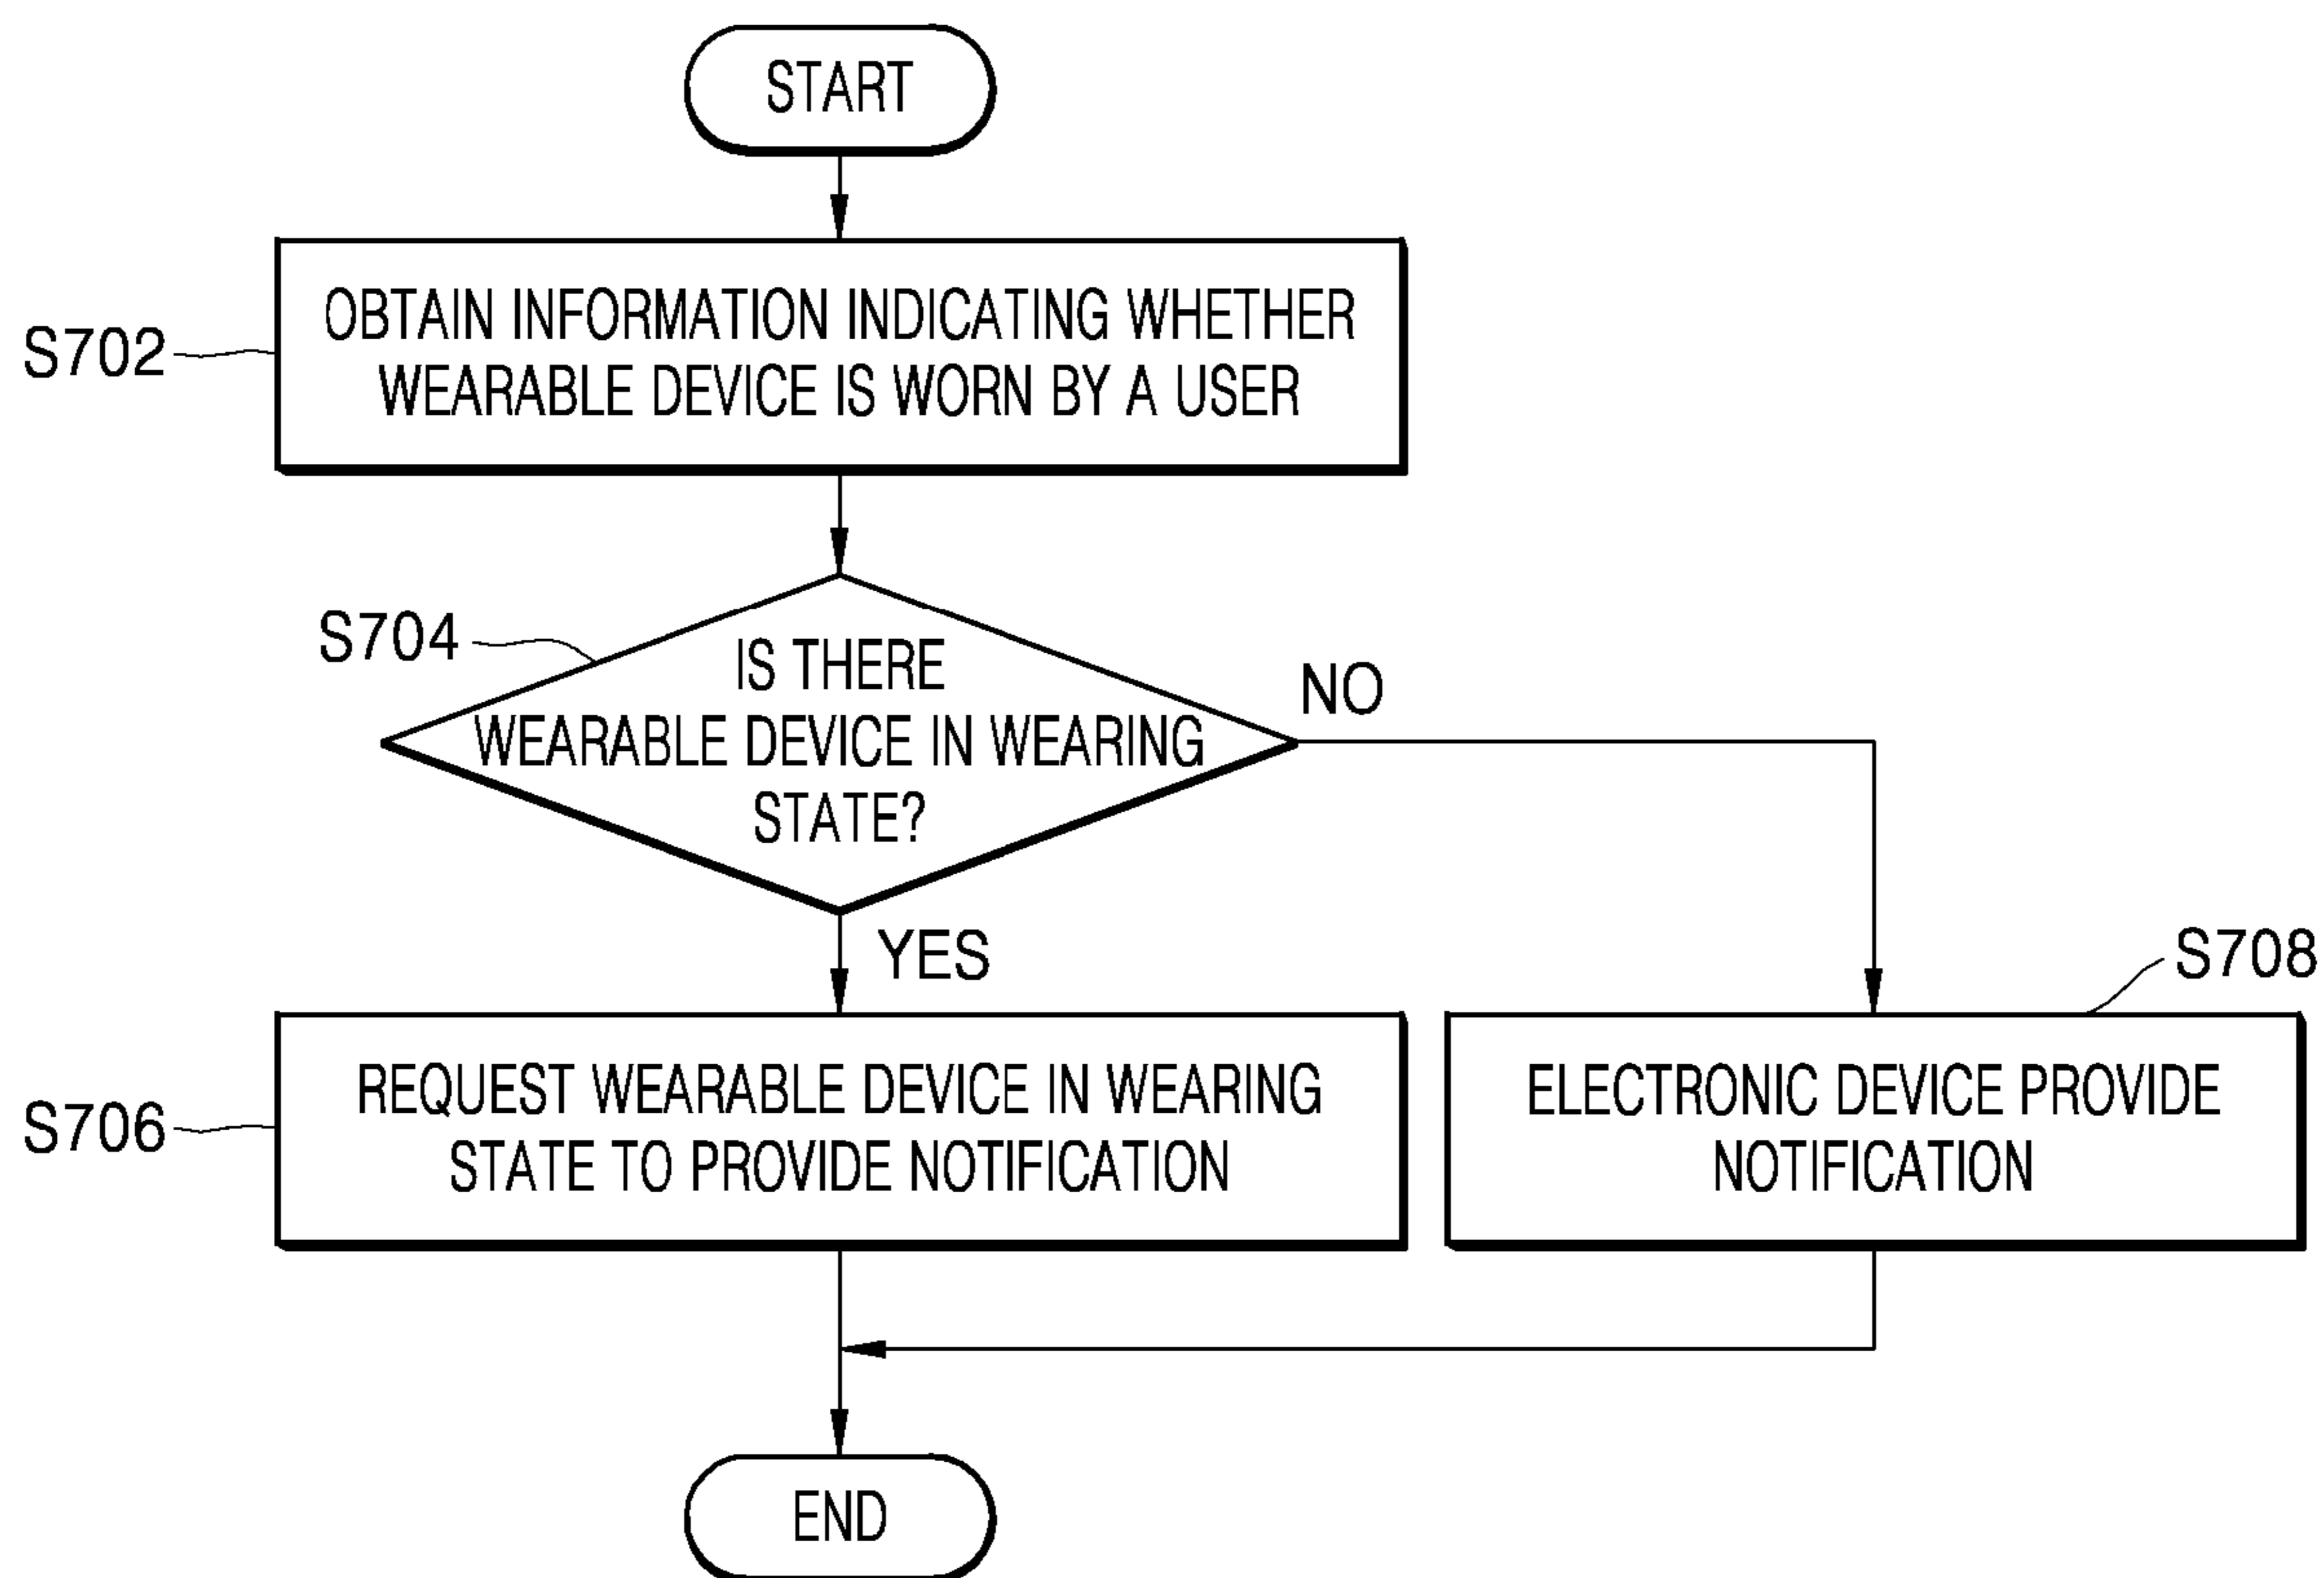 START
S702
OBTAIN INFORMATION INDICATING WHETHER
WEARABLE DEVICE IS WORN BY A USER
S704
IS THERE
WEARABLE DEVICE IN WEARING
STATE?
NO
YES
S706
REQUEST WEARABLE DEVICE IN WEARING
STATE TO PROVIDE NOTIFICATION
S708
ELECTRONIC DEVICE PROVIDE
NOTIFICATION
END